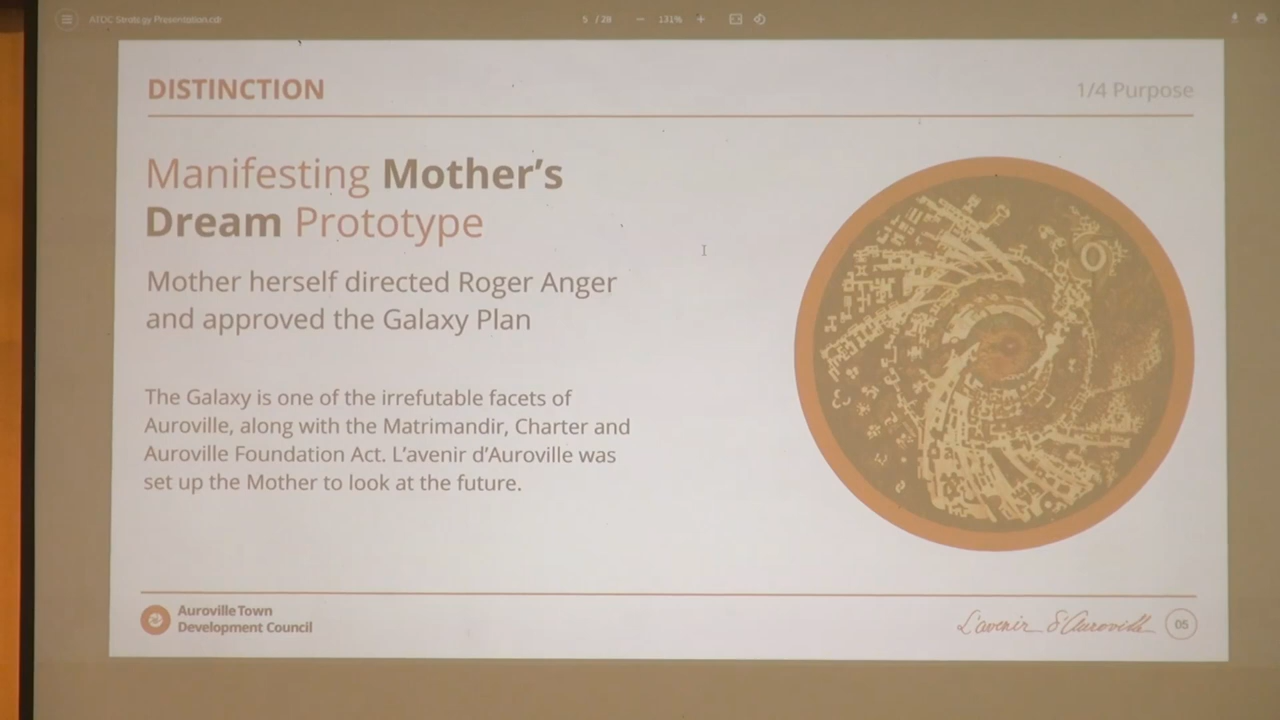 ATDC Strategy Presentation.cdr
5 / 28
131%
DISTINCTION
1/4 Purpose
Manifesting Mother's
Dream Prototype
Mother herself directed Roger Anger
and approved the Galaxy Plan
The Galaxy is one of the irrefutable facets of
Auroville, along with the Matrimandir, Charter and
Auroville Foundation Act. L'avenir d'Auroville was
set up the Mother to look at the future.
Auroville Town
Development Council
L'avenir d'Auroville
05